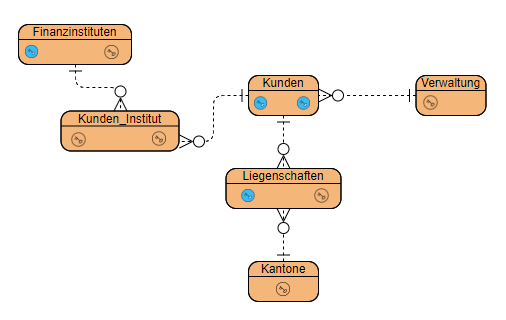 Finanzinstituten
Kunden
Verwaltung
Kunden_Institut
Liegenschaften
Kantone